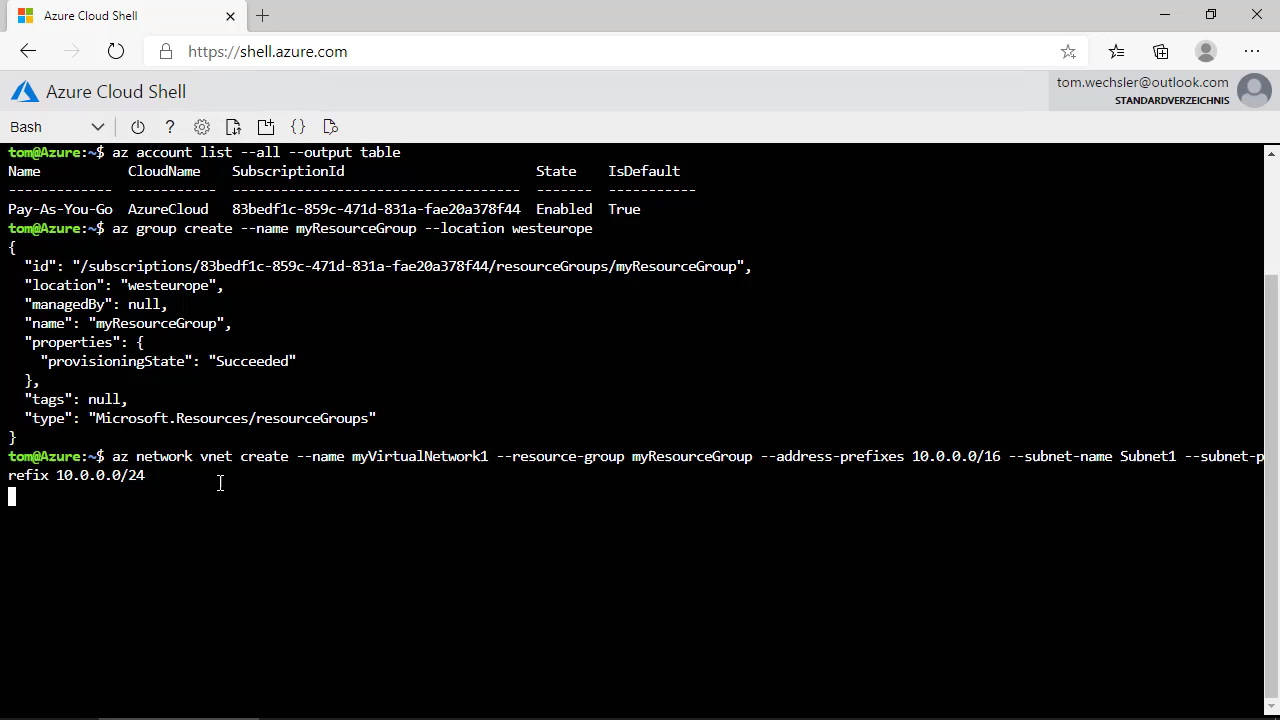 Azure Cloud Shell
https://shell.azure.com
Azure Cloud Shell
tom.wechsler@outlook.com
STANDARDVERZEICHNIS
Bash
tom@Azure:~$ az account list --all --output table
Name CloudName SubscriptionId State IsDefault
------------- ----------- ------------------------------------ ------- -----------
Pay-As-You-Go AzureCloud 83bedf1c-859c-471d-831a-fae20a378f44 Enabled True
tom@Azure:~$ az group create --name myResourceGroup --location westeurope
{
"id": "/subscriptions/83bedf1c-859c-471d-831a-fae20a378f44/resourceGroups/myResourceGroup",
"location": "westeurope",
"managedBy": null,
"name": "myResourceGroup",
"properties": {
"provisioningState": "Succeeded"
},
"tags": null,
"type": "Microsoft.Resources/resourceGroups"
}
tom@Azure:~$ az network vnet create --name myVirtualNetwork1 --resource-group myResourceGroup --address-prefixes 10.0.0.0/16 --subnet-name Subnet1 --subnet-p
refix 10.0.0.0/24